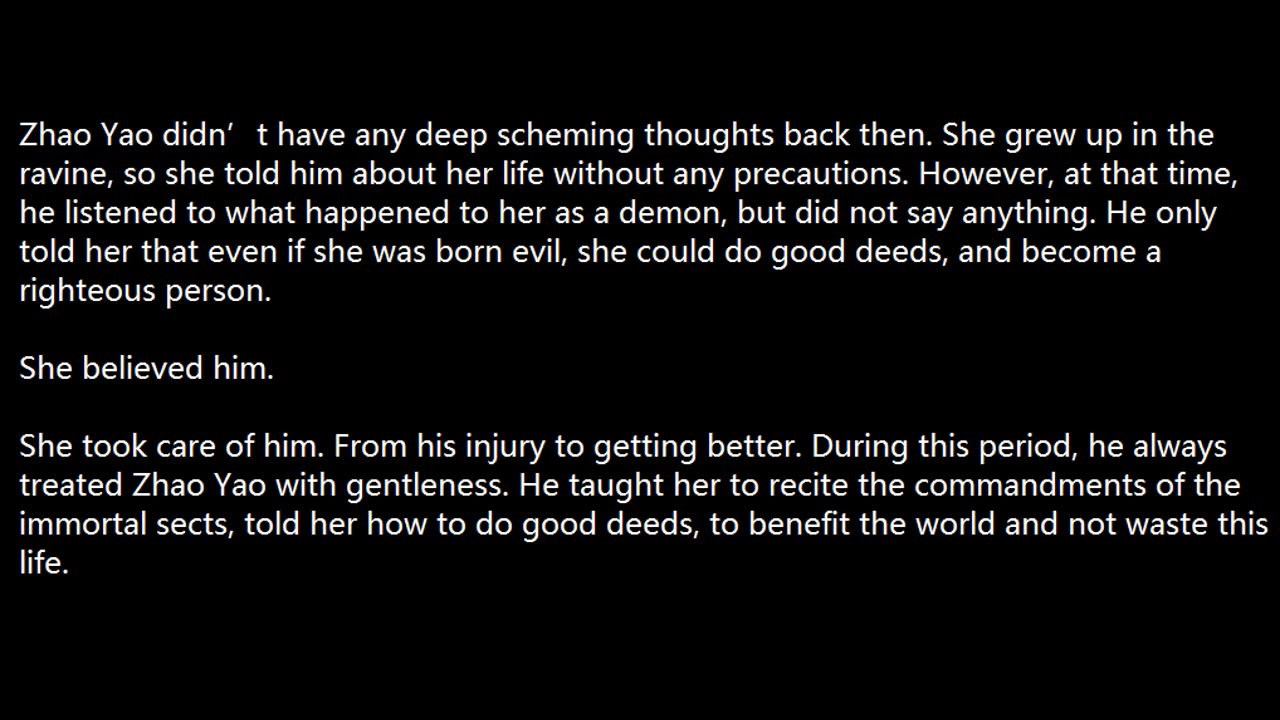 Zhao Yao didn’ t have any deep scheming thoughts back then. She grew up in the
ravine, so she told him about her life without any precautions. However, at that time,
he listened to what happened to her as a demon, but did not say anything. He only
told her that even if she was born evil, she could do good deeds, and become a
righteous person.
She believed him.
She took care of him. From his injury to getting better. During this period, he always
treated Zhao Yao with gentleness. He taught her to recite the commandments of the
immortal sects, told her how to do good deeds, to benefit the world and not waste this
life.